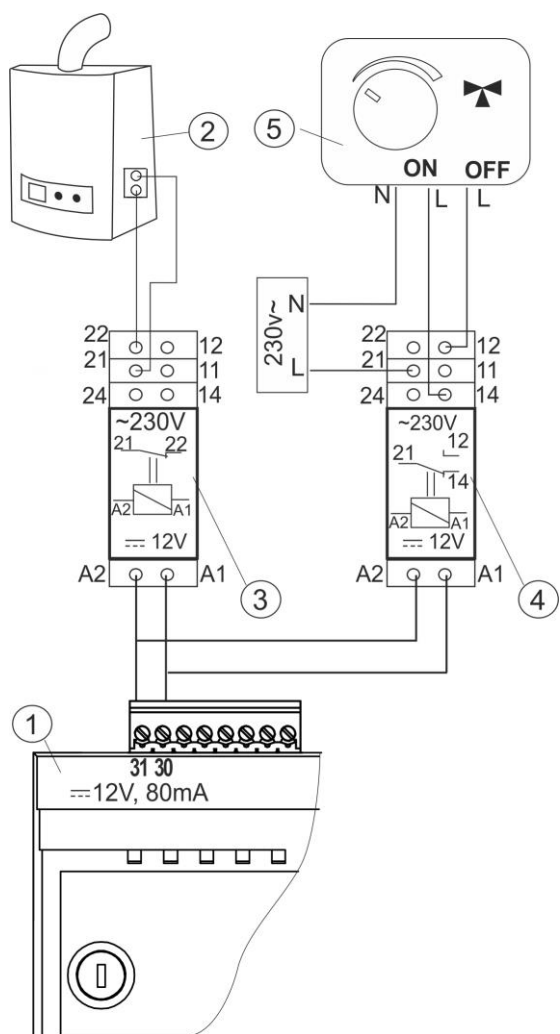 2
5
ON OFF
N L L
N
230v~
L
22 12
21 11
24 14
~230V
21 22
A2 A1
⎓ 12V
A2 A1
3
22 12
21 11
24 14
~230V
12
21
14
A2 A1
⎓ 12V
A2 A1
4
1
31 30
⎓12V, 80mA